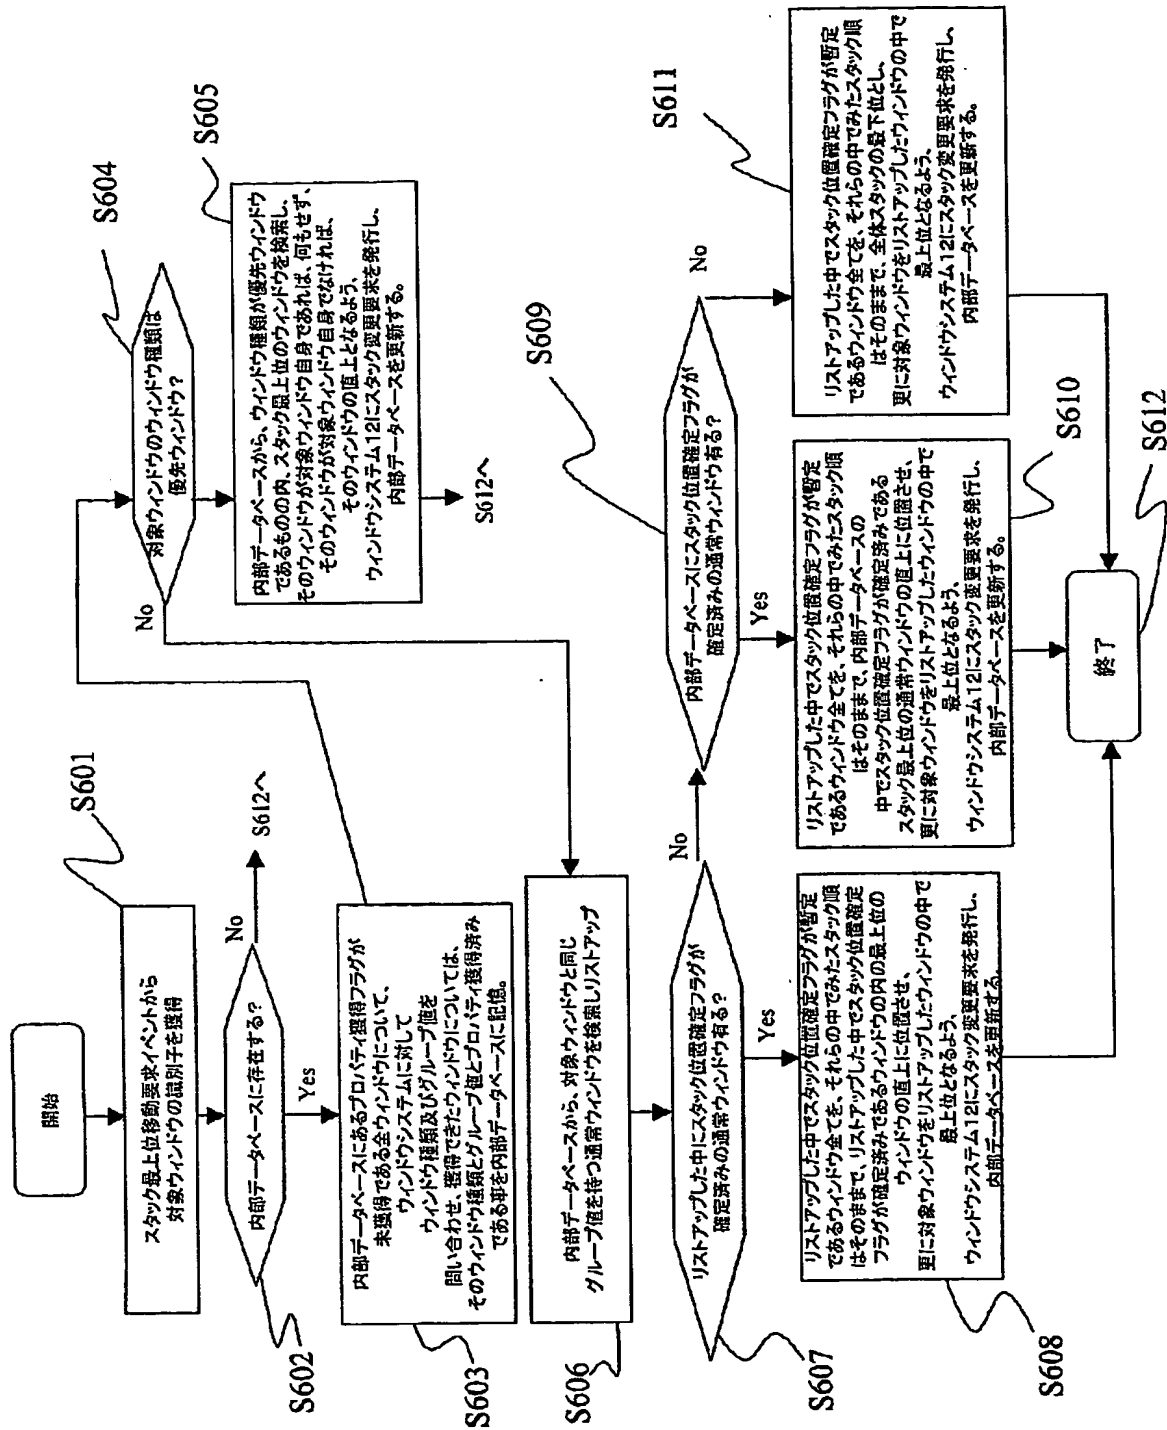 開始
S601
スタック最上位移動要求イベントから
対象ウィンドウの識別子を獲得
S602
内部データベースに存在する?
No
S612へ
Yes
S603
内部データベースにあるプロパティ獲得フラグが
未獲得である全ウィンドウについて、
ウィンドウシステムに対して
ウィンドウ種類及びグループ値を
問い合わせ、獲得できたウィンドウについては、
そのウィンドウ種類とグループ値とプロパティ獲得済み
である事を内部データベースに記憶。
S604
対象ウィンドウのウィンドウ種類は
優先ウィンドウ?
No
S605
内部データベースから、ウィンドウ種類が優先ウィンドウ
であるものの内、スタック最上位のウィンドウを検索し、
そのウィンドウが対象ウィンドウ自身であれば、何もせず、
そのウィンドウが対象ウィンドウ自身でなければ、
そのウィンドウの直上となるよう、
ウィンドウシステム12にスタック変更要求を発行し、
内部データベースを更新する。
S612へ
S606
内部データベースから、対象ウィンドウと同じ
グループ値を持つ通常ウィンドウを検索しリストアップ
S607
リストアップした中にスタック位置確定フラグが
確定済みの通常ウィンドウ有る?
No
Yes
S608
リストアップした中でスタック位置確定フラグが暫定
であるウィンドウ全てを、それらの中でみたスタック順
はそのままで、リストアップした中でスタック位置確定
フラグが確定済みであるウィンドウの内の最上位の
ウィンドウの直上に位置させ、
更に対象ウィンドウをリストアップしたウィンドウの中で
最上位となるよう、
ウィンドウシステム12にスタック変更要求を発行し、
内部データベースを更新する。
S609
内部データベースにスタック位置確定フラグが
確定済みの通常ウィンドウ有る?
No
Yes
S610
リストアップした中でスタック位置確定フラグが暫定
であるウィンドウ全てを、それらの中でみたスタック順
はそのままで、内部データベースの
中でスタック位置確定フラグが確定済みである
スタック最上位の通常ウィンドウの直上に位置させ、
更に対象ウィンドウをリストアップしたウィンドウの中で
最上位となるよう、
ウィンドウシステム12にスタック変更要求を発行し、
内部データベースを更新する。
S611
リストアップした中でスタック位置確定フラグが暫定
であるウィンドウ全てを、それらの中でみたスタック順
はそのままで、全体スタックの最下位とし、
更に対象ウィンドウをリストアップしたウィンドウの中で
最上位となるよう、
ウィンドウシステム12にスタック変更要求を発行し、
内部データベースを更新する。
終了
S612